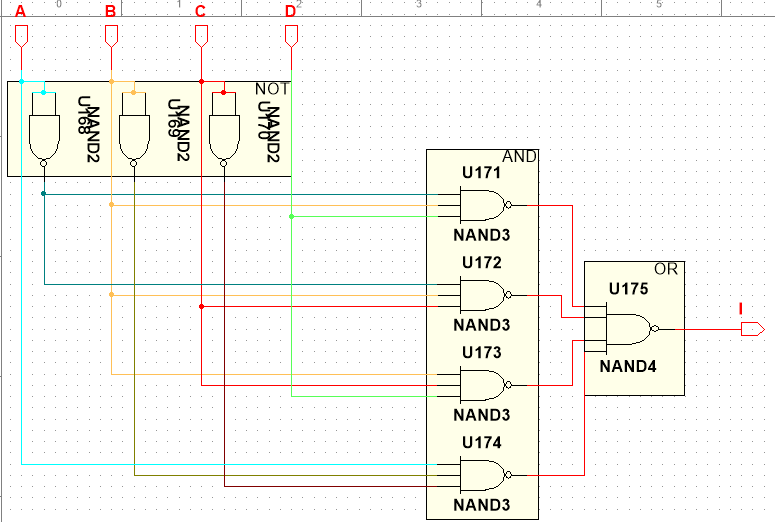 0 1 2 3 4 5
A B C D
NOT
U168 NAND2
U169 NAND2
U170 NAND2
AND
U171
NAND3
U172
NAND3
U173
NAND3
U174
NAND3
OR
U175
NAND4
I